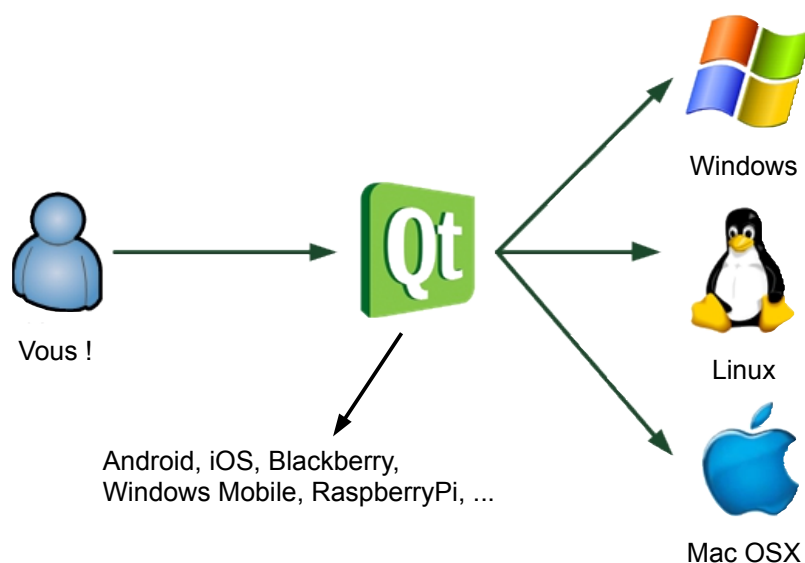 Windows
Qt
Vous !
Linux
Android, iOS, Blackberry,
Windows Mobile, RaspberryPi, ...
Mac OSX